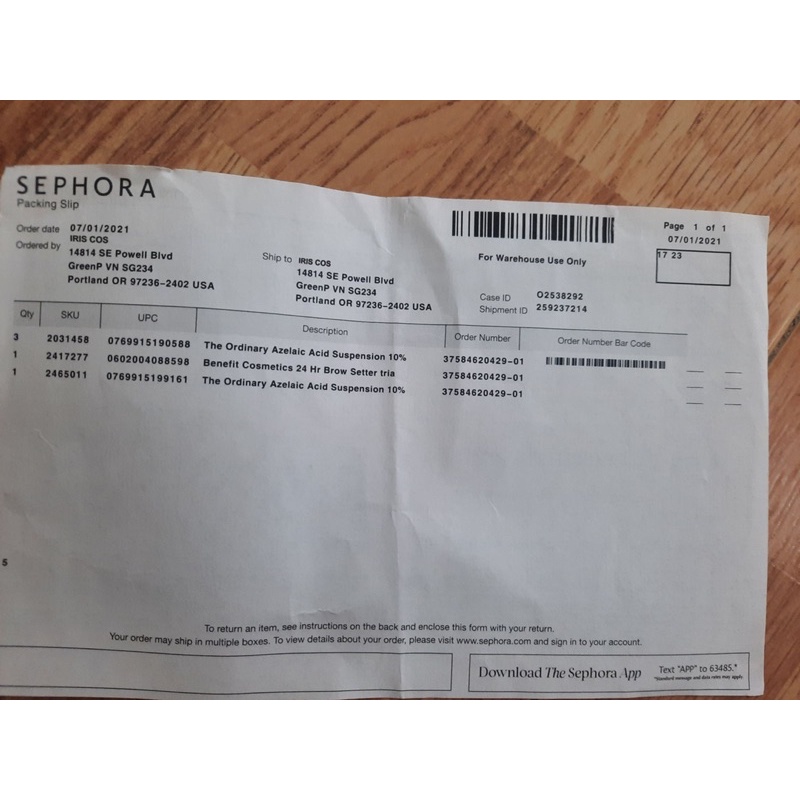 SEPHORA
Packing Slip
Order date 07/01/2021
Ordered by IRIS COS
14814 SE Powell Blvd
GreenP VN SG234
Portland OR 97236-2402 USA
Ship to IRIS COS
14814 SE Powell Blvd
GreenP VN SG234
Portland OR 97236-2402 USA
For Warehouse Use Only
Case ID O2538292
Shipment ID 259237214
Page 1 of 1
07/01/2021
17 23
Qty SKU UPC Description Order Number Order Number Bar Code
3 2031458 0769915190588 The Ordinary Azelaic Acid Suspension 10% 37584620429-01
1 2417277 0602004088598 Benefit Cosmetics 24 Hr Brow Setter tria 37584620429-01
1 2465011 0769915199161 The Ordinary Azelaic Acid Suspension 10% 37584620429-01
5
To return an item, see instructions on the back and enclose this form with your return.
Your order may ship in multiple boxes. To view details about your order, please visit www.sephora.com and sign in to your account.
Download The Sephora App
Text "APP" to 63485.*
*Standard message and data rates may apply.